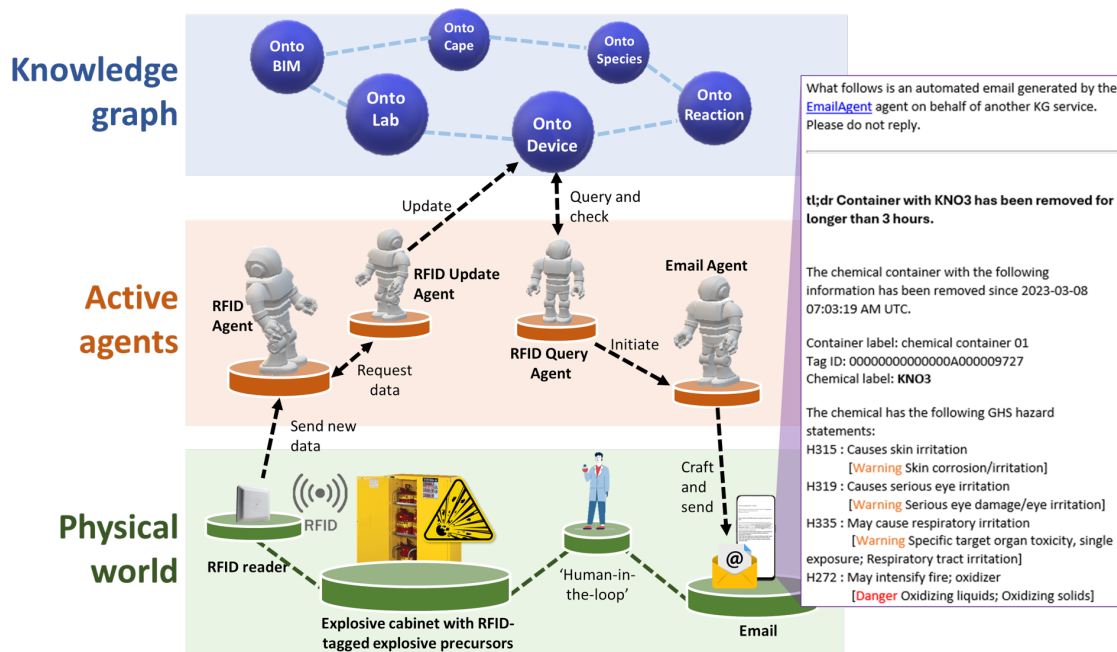 Knowledge
graph
Onto
BIM
Onto
Cape
Onto
Species
Onto
Lab
Onto
Device
Onto
Reaction
Update
Query and
check
Active
agents
RFID
Agent
RFID Update
Agent
RFID Query
Agent
Email Agent
Request
data
Initiate
Send new
data
Craft
and
send
Physical
world
RFID
RFID reader
Explosive cabinet with RFID-
tagged explosive precursors
‘Human-in-
the-loop’
@
Email
What follows is an automated email generated by the
EmailAgent agent on behalf of another KG service.
Please do not reply.
tl;dr Container with KNO3 has been removed for
longer than 3 hours.
The chemical container with the following
information has been removed since 2023-03-08
07:03:19 AM UTC.
Container label: chemical container 01
Tag ID: 00000000000000A000009727
Chemical label: KNO3
The chemical has the following GHS hazard
statements:
H315 : Causes skin irritation
[Warning Skin corrosion/irritation]
H319 : Causes serious eye irritation
[Warning Serious eye damage/eye irritation]
H335 : May cause respiratory irritation
[Warning Specific target organ toxicity, single
exposure; Respiratory tract irritation]
H272 : May intensify fire; oxidizer
[Danger Oxidizing liquids; Oxidizing solids]